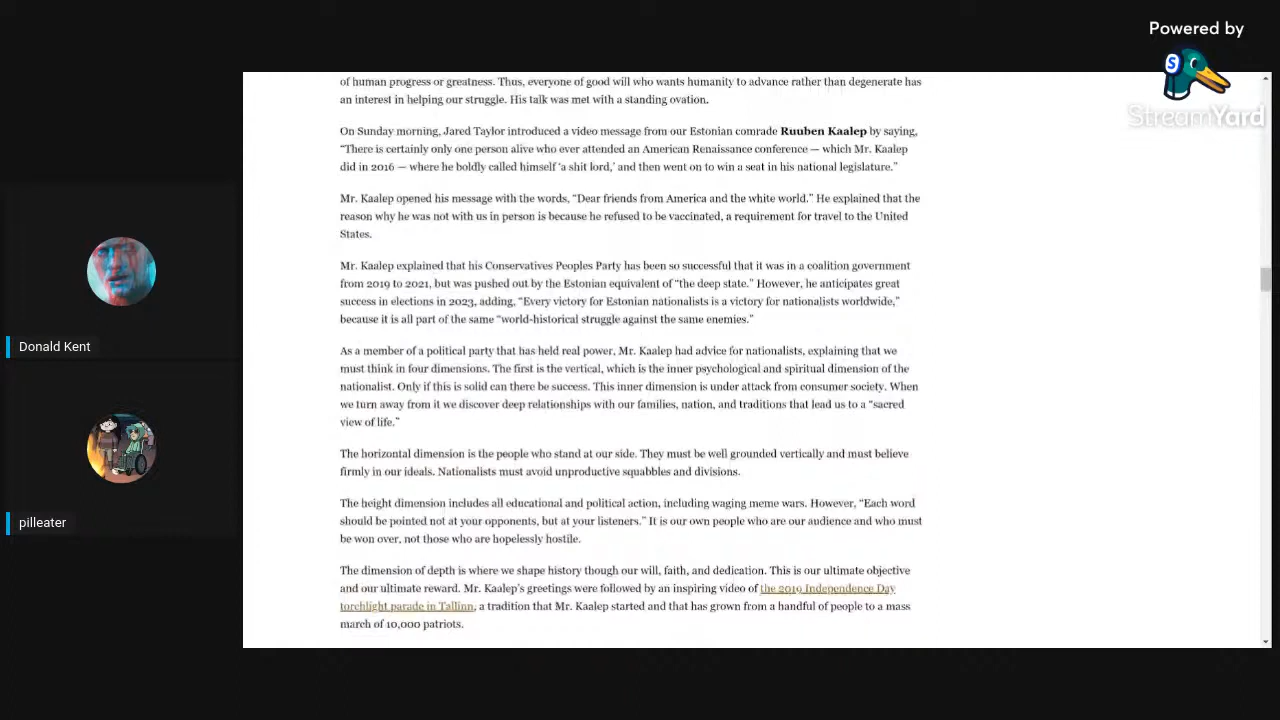 Powered by
S
StreamYard
of human progress or greatness. Thus, everyone of good will who wants humanity to advance rather than degenerate has
an interest in helping our struggle. His talk was met with a standing ovation.
On Sunday morning, Jared Taylor introduced a video message from our Estonian comrade Ruuben Kaalep by saying,
“There is certainly only one person alive who ever attended an American Renaissance conference — which Mr. Kaalep
did in 2016 — where he boldly called himself ‘a shit lord,’ and then went on to win a seat in his national legislature.”
Mr. Kaalep opened his message with the words, “Dear friends from America and the white world.” He explained that the
reason why he was not with us in person is because he refused to be vaccinated, a requirement for travel to the United
States.
Mr. Kaalep explained that his Conservatives Peoples Party has been so successful that it was in a coalition government
from 2019 to 2021, but was pushed out by the Estonian equivalent of “the deep state.” However, he anticipates great
success in elections in 2023, adding, “Every victory for Estonian nationalists is a victory for nationalists worldwide,”
because it is all part of the same “world-historical struggle against the same enemies.”
As a member of a political party that has held real power, Mr. Kaalep had advice for nationalists, explaining that we
must think in four dimensions. The first is the vertical, which is the inner psychological and spiritual dimension of the
nationalist. Only if this is solid can there be success. This inner dimension is under attack from consumer society. When
we turn away from it we discover deep relationships with our families, nation, and traditions that lead us to a “sacred
view of life.”
The horizontal dimension is the people who stand at our side. They must be well grounded vertically and must believe
firmly in our ideals. Nationalists must avoid unproductive squabbles and divisions.
The height dimension includes all educational and political action, including waging meme wars. However, “Each word
should be pointed not at your opponents, but at your listeners.” It is our own people who are our audience and who must
be won over, not those who are hopelessly hostile.
The dimension of depth is where we shape history though our will, faith, and dedication. This is our ultimate objective
and our ultimate reward. Mr. Kaalep’s greetings were followed by an inspiring video of the 2019 Independence Day
torchlight parade in Tallinn, a tradition that Mr. Kaalep started and that has grown from a handful of people to a mass
march of 10,000 patriots.
Donald Kent
pilleater